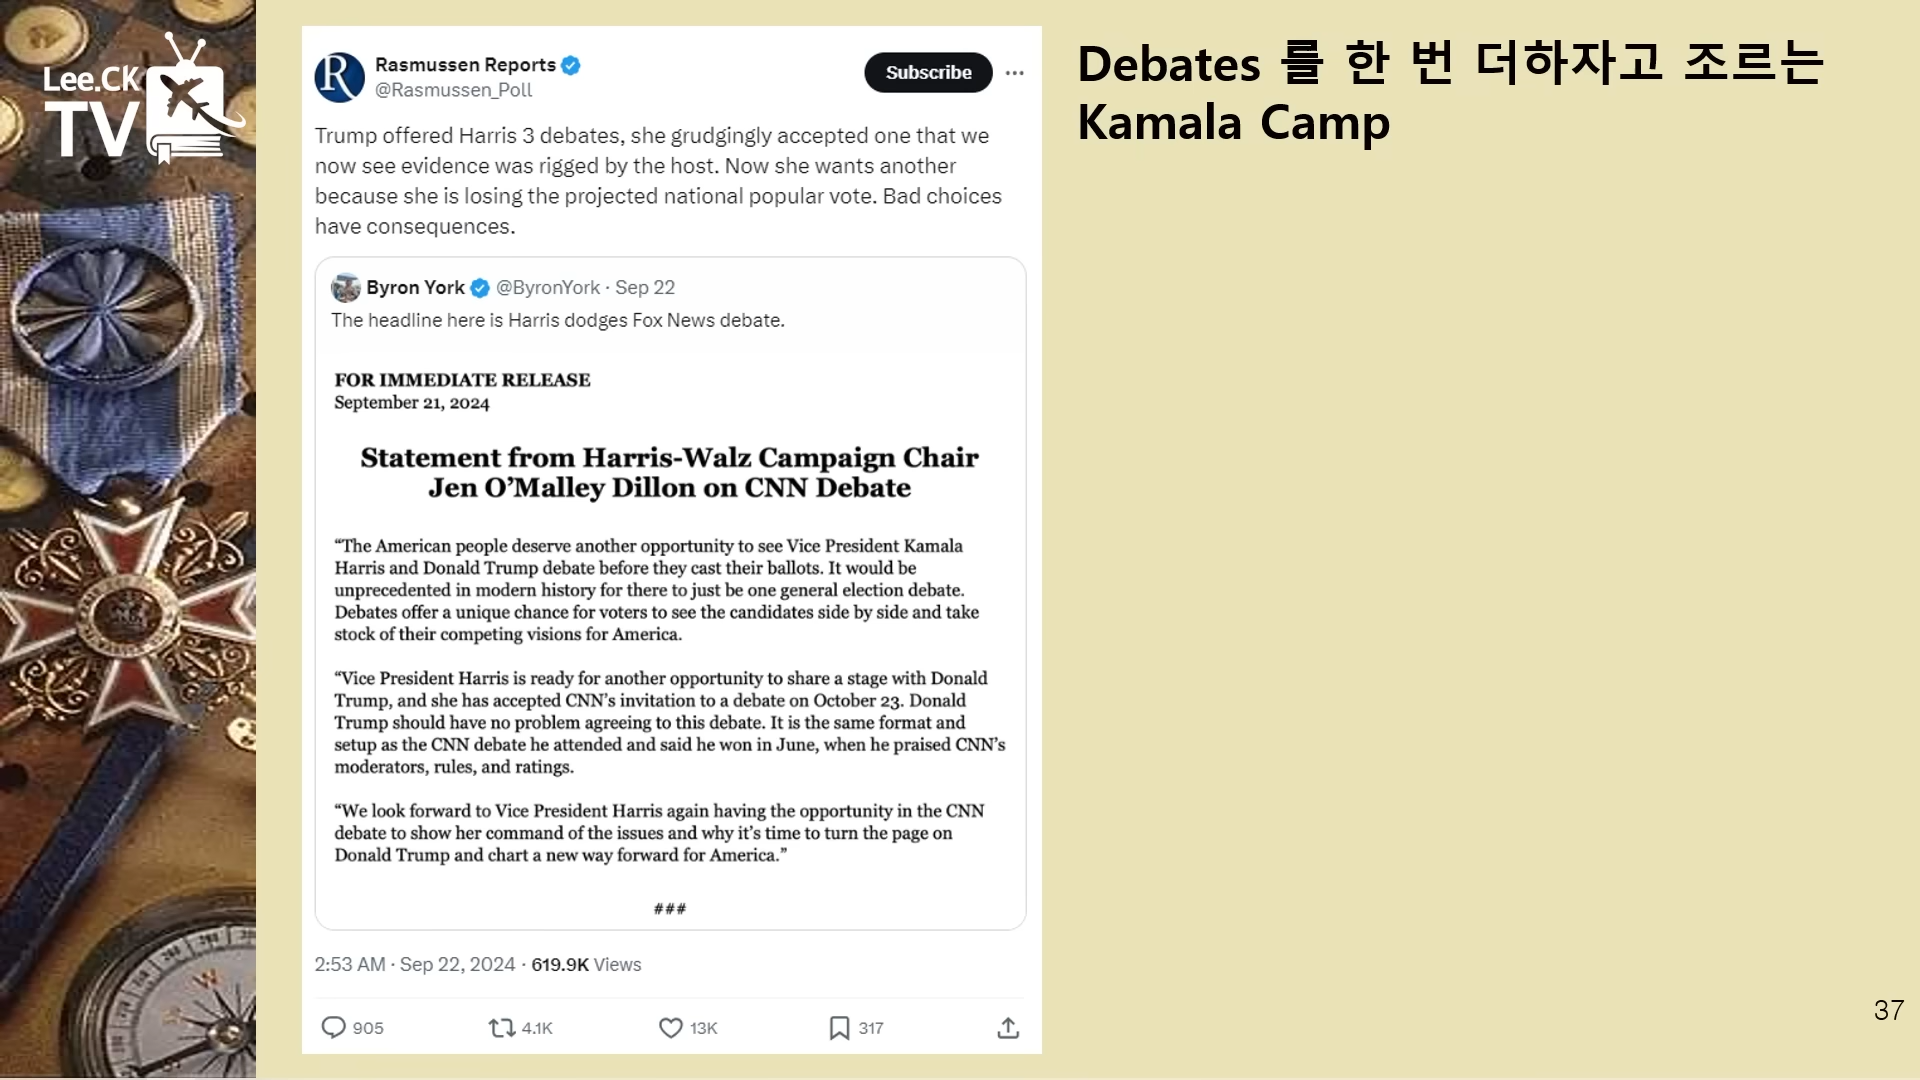 Lee.CK
TV
Rasmussen Reports
@Rasmussen_Poll
Subscribe
Trump offered Harris 3 debates, she grudgingly accepted one that we
now see evidence was rigged by the host. Now she wants another
because she is losing the projected national popular vote. Bad choices
have consequences.
Byron York @ByronYork · Sep 22
The headline here is Harris dodges Fox News debate.
FOR IMMEDIATE RELEASE
September 21, 2024
Statement from Harris-Walz Campaign Chair
Jen O’Malley Dillon on CNN Debate
“The American people deserve another opportunity to see Vice President Kamala
Harris and Donald Trump debate before they cast their ballots. It would be
unprecedented in modern history for there to just be one general election debate.
Debates offer a unique chance for voters to see the candidates side by side and take
stock of their competing visions for America.
“Vice President Harris is ready for another opportunity to share a stage with Donald
Trump, and she has accepted CNN’s invitation to a debate on October 23. Donald
Trump should have no problem agreeing to this debate. It is the same format and
setup as the CNN debate he attended and said he won in June, when he praised CNN’s
moderators, rules, and ratings.
“We look forward to Vice President Harris again having the opportunity in the CNN
debate to show her command of the issues and why it’s time to turn the page on
Donald Trump and chart a new way forward for America.”
###
2:53 AM · Sep 22, 2024 · 619.9K Views
905 4.1K 13K 317
Debates 를 한 번 더하자고 조르는
Kamala Camp
37